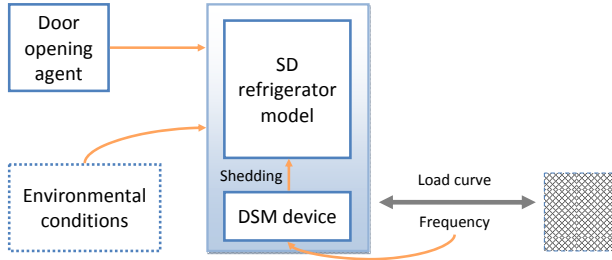 Door
opening
agent
SD
refrigerator
model
Shedding
DSM device
Environmental
conditions
Load curve
Frequency